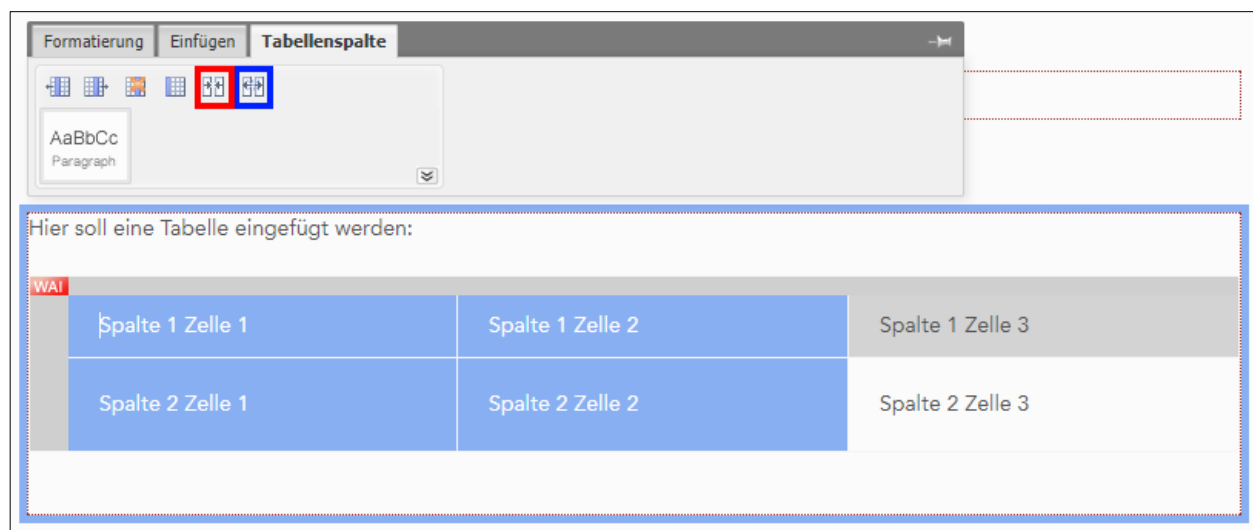 Formatierung Einfügen Tabellenspalte
AaBbCc
Paragraph
Hier soll eine Tabelle eingefügt werden:
WAI
Spalte 1 Zelle 1 Spalte 1 Zelle 2 Spalte 1 Zelle 3
Spalte 2 Zelle 1 Spalte 2 Zelle 2 Spalte 2 Zelle 3